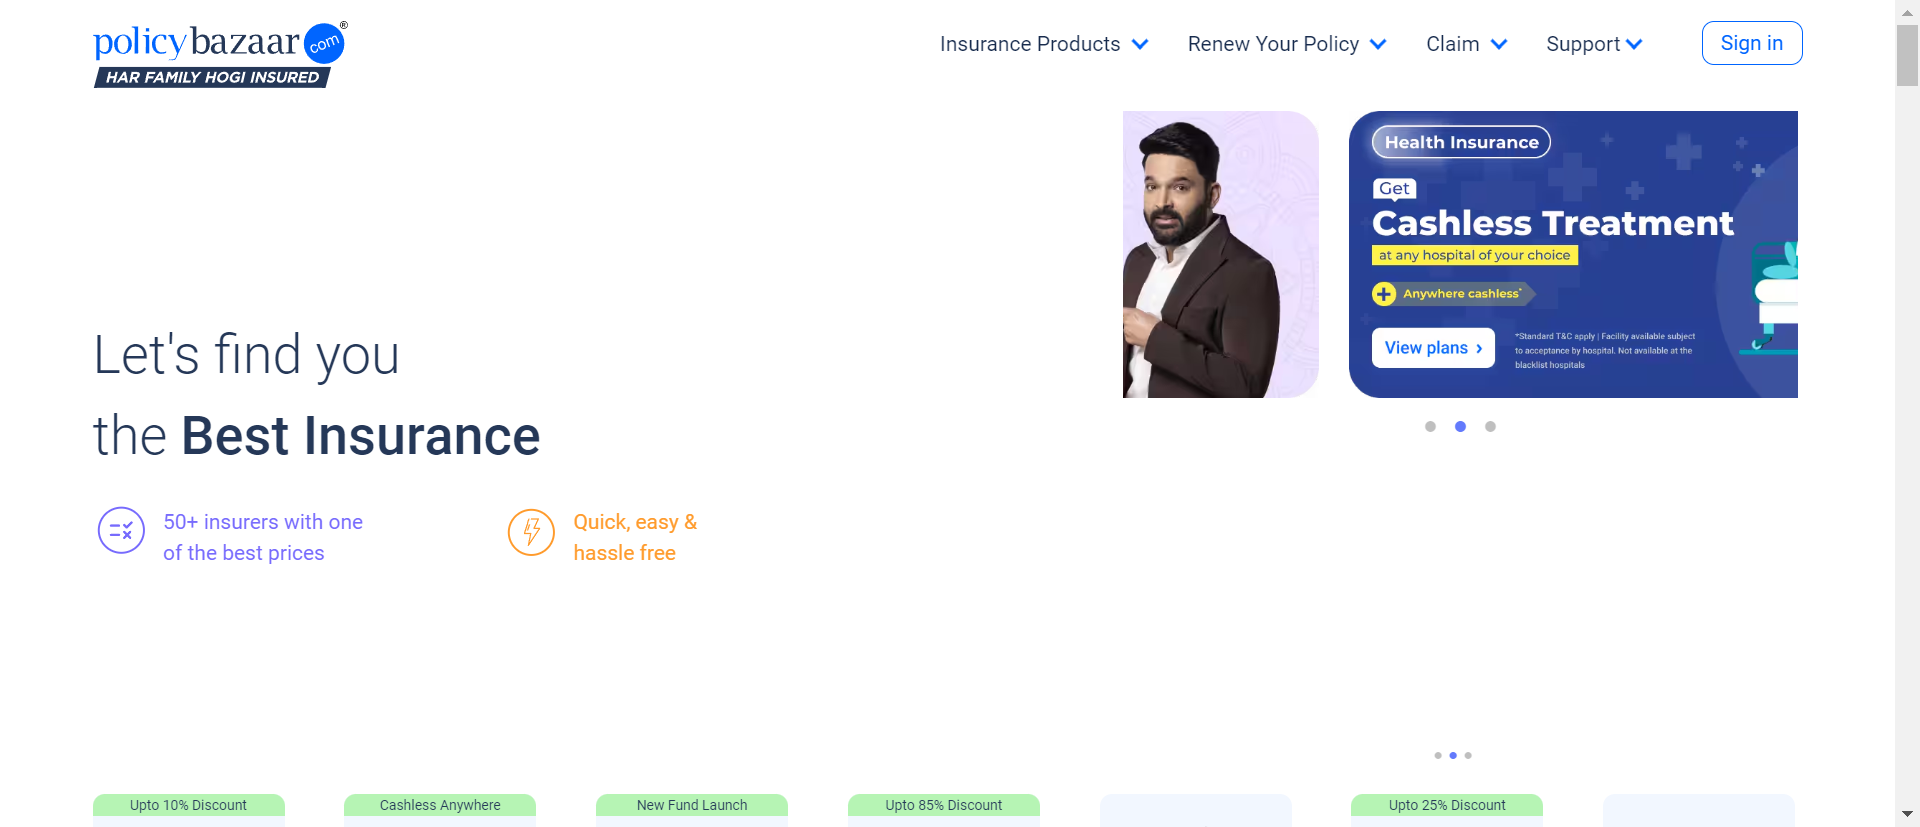 policybazaar com ®
HAR FAMILY HOGI INSURED
Insurance Products
Renew Your Policy
Claim
Support
Sign in
Health Insurance
Get
Cashless Treatment
at any hospital of your choice
Anywhere cashless*
View plans ›
*Standard T&C apply | Facility available subject
to acceptance by hospital. Not available at the
blacklist hospitals
Let's find you
the Best Insurance
50+ insurers with one
of the best prices
Quick, easy &
hassle free
Upto 10% Discount
Cashless Anywhere
New Fund Launch
Upto 85% Discount
Upto 25% Discount